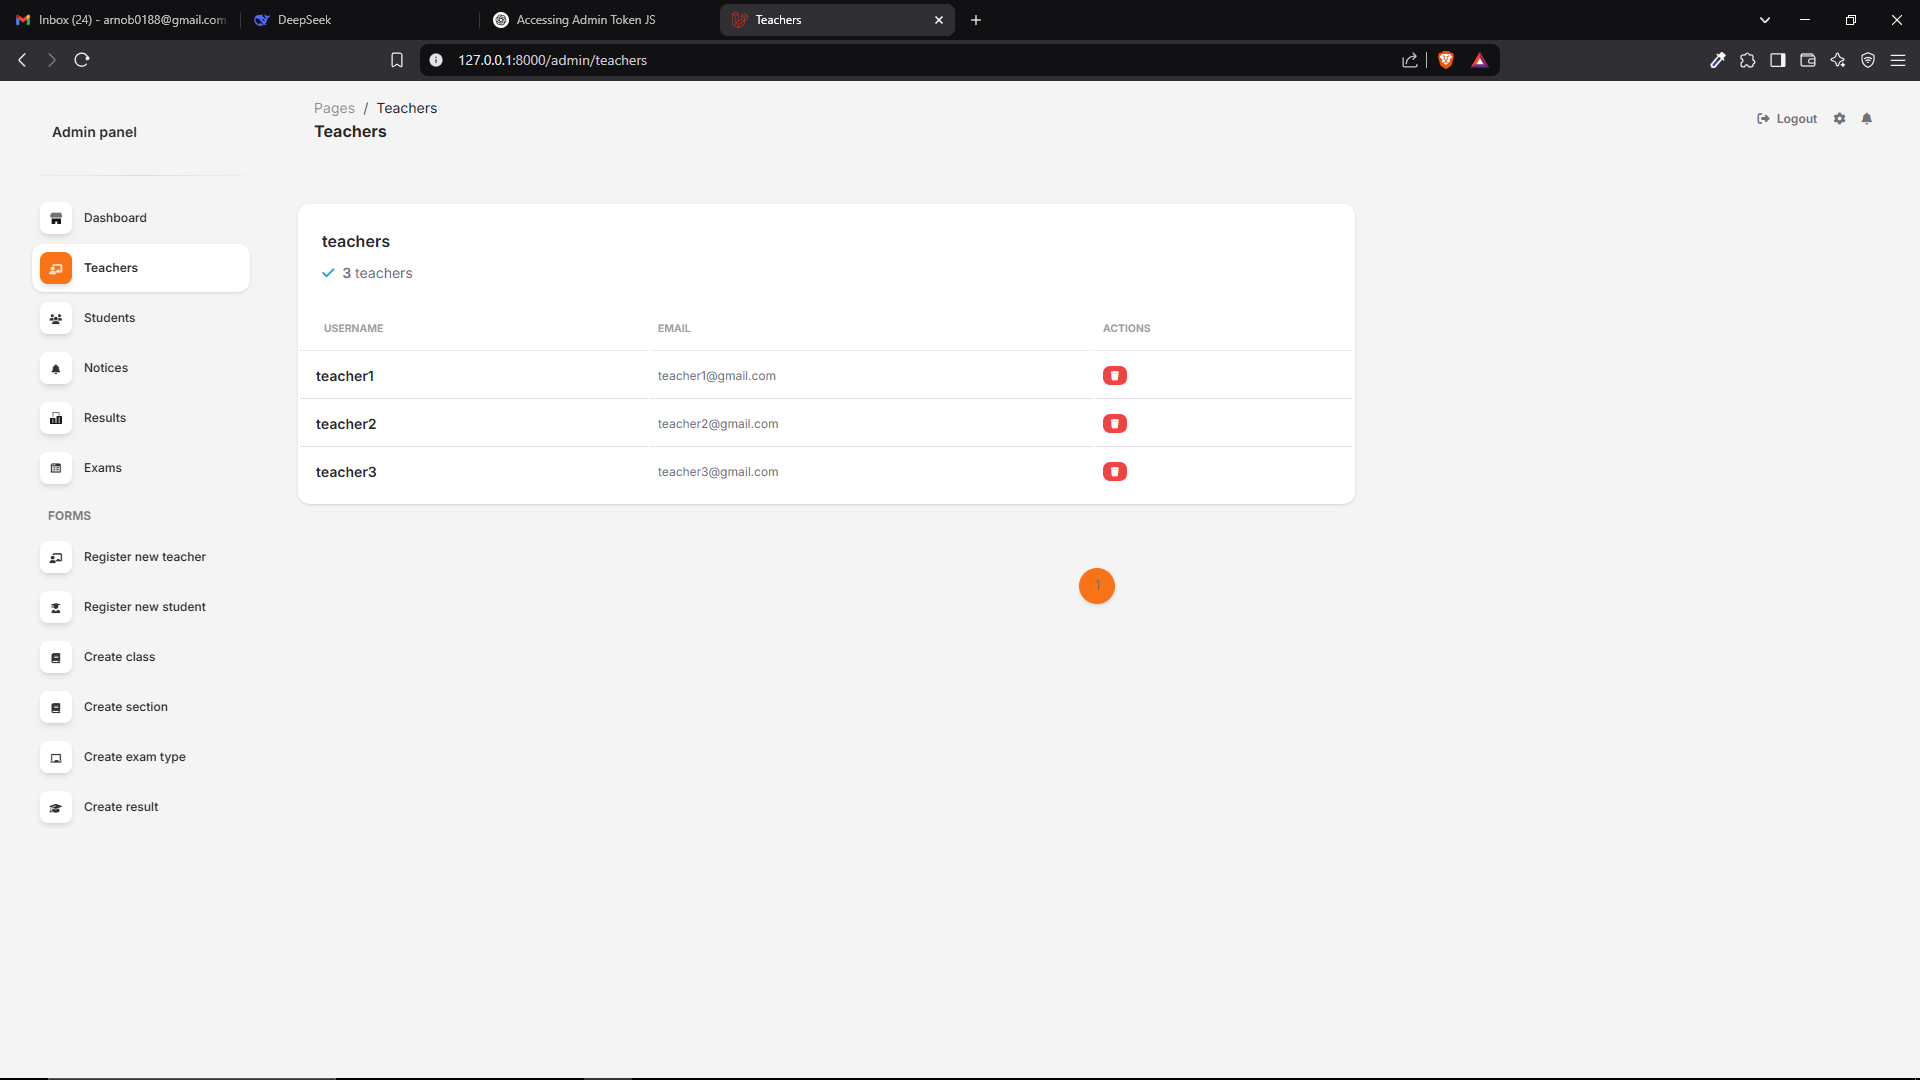 Inbox (24) - arnob0188@gmail.com
DeepSeek
Accessing Admin Token JS
Teachers
127.0.0.1:8000/admin/teachers
Admin panel
Pages / Teachers
Teachers
Logout
Dashboard
Teachers
Students
Notices
Results
Exams
FORMS
Register new teacher
Register new student
Create class
Create section
Create exam type
Create result
teachers
3 teachers
USERNAME EMAIL ACTIONS
teacher1 teacher1@gmail.com
teacher2 teacher2@gmail.com
teacher3 teacher3@gmail.com
1